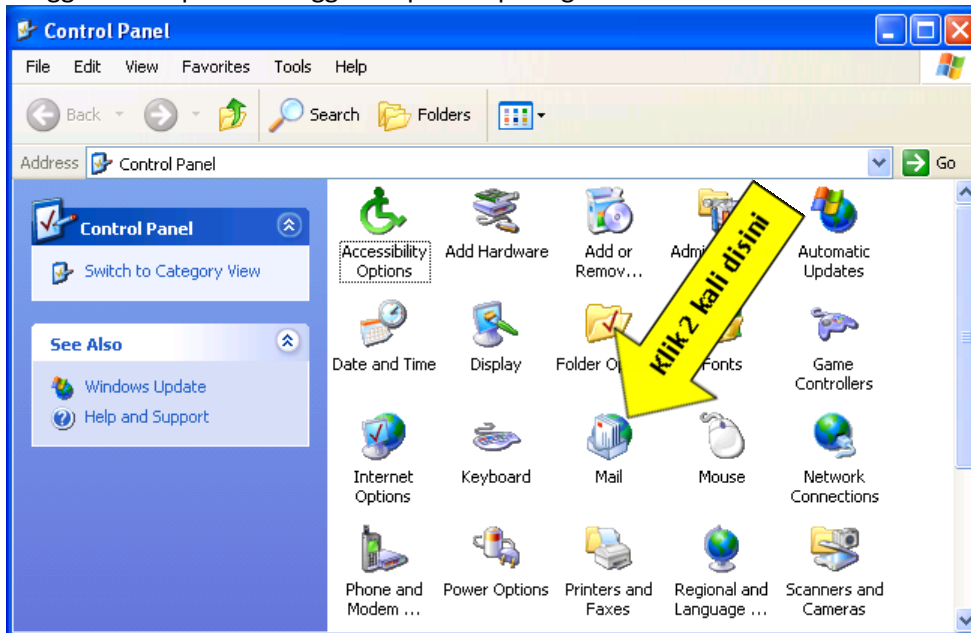 Control Panel
File Edit View Favorites Tools Help
Back Search Folders
Address Control Panel Go
Control Panel
Switch to Category View
See Also
Windows Update
Help and Support
Accessibility Options
Add Hardware
Add or Remov...
Automatic Updates
Klik 2 kali disini
Date and Time
Display
Folder
Fonts
Game Controllers
Internet Options
Keyboard
Mail
Mouse
Network Connections
Phone and Modem ...
Power Options
Printers and Faxes
Regional and Language ...
Scanners and Cameras